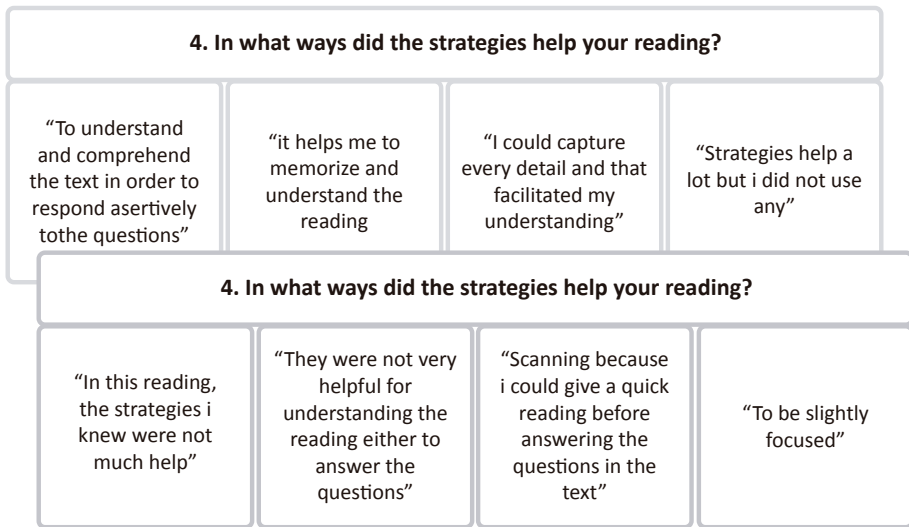 4. In what ways did the strategies help your reading?
“To understand
and comprehend
the text in order to
respond asertively
tothe questions”
“it helps me to
memorize and
understand the
reading
“I could capture
every detail and that
facilitated my
understanding”
“Strategies help a
lot but i did not use
any”
4. In what ways did the strategies help your reading?
“In this reading,
the strategies i
knew were not
much help”
“They were not very
helpful for
understanding the
reading either to
answer the
questions”
“Scanning because
i could give a quick
reading before
answering the
questions in the
text”
“To be slightly
focused”